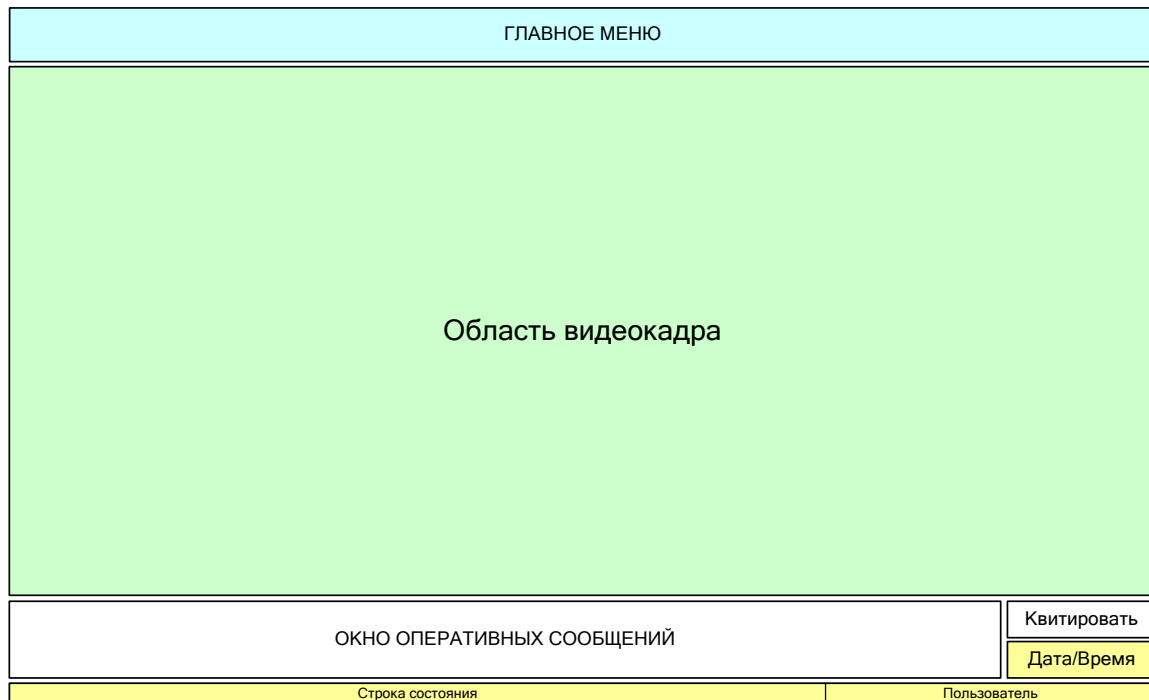 ГЛАВНОЕ МЕНЮ
Область видеокадра
ОКНО ОПЕРАТИВНЫХ СООБЩЕНИЙ
Квитировать
Дата/Время
Строка состояния
Пользователь